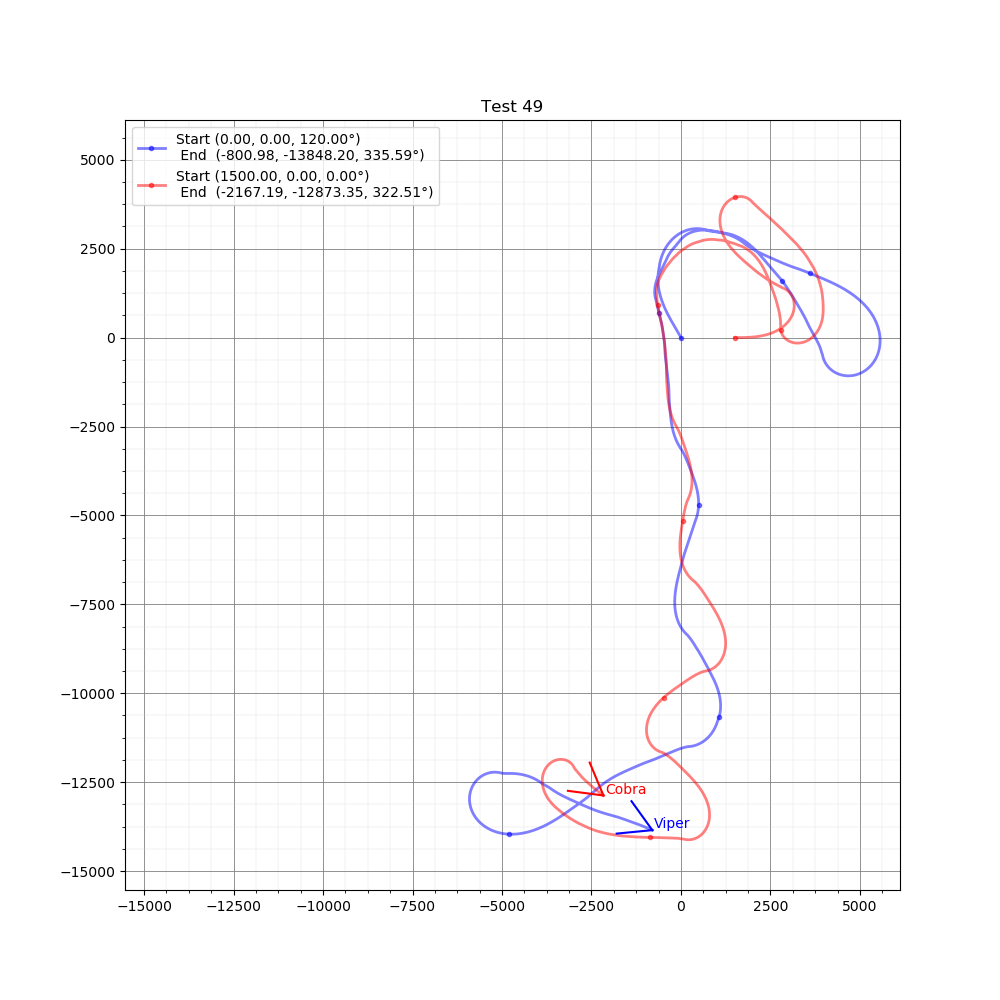 Test 49
Start (0.00, 0.00, 120.00°)
End (-800.98, -13848.20, 335.59°)
Start (1500.00, 0.00, 0.00°)
End (-2167.19, -12873.35, 322.51°)
5000
2500
0
−2500
−5000
−7500
−10000
−12500
−15000
Cobra
Viper
−15000 −12500 −10000 −7500 −5000 −2500 0 2500 5000